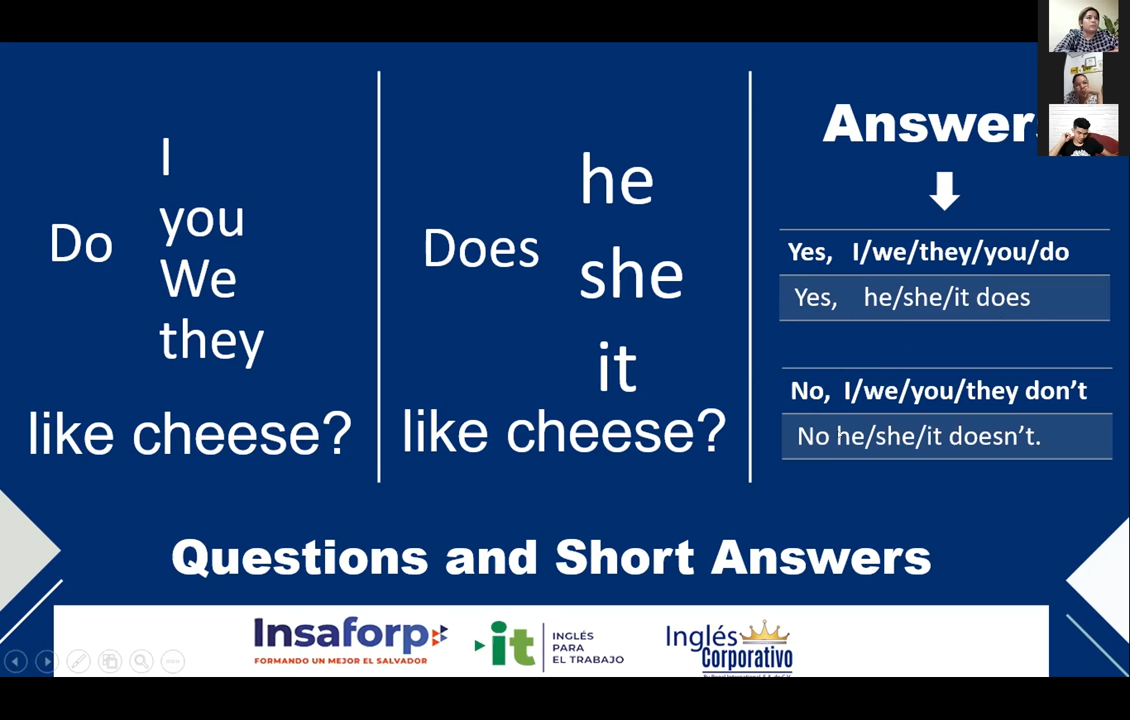 Do
I
you
We
they
like cheese?
Does
he
she
it
like cheese?
Answer
Yes, I/we/they/you/do
Yes, he/she/it does
No, I/we/you/they don't
No he/she/it doesn't.
Questions and Short Answers
Insaforp
FORMANDO UN MEJOR EL SALVADOR
it
INGLÉS
PARA
EL TRABAJO
Inglés
Corporativo